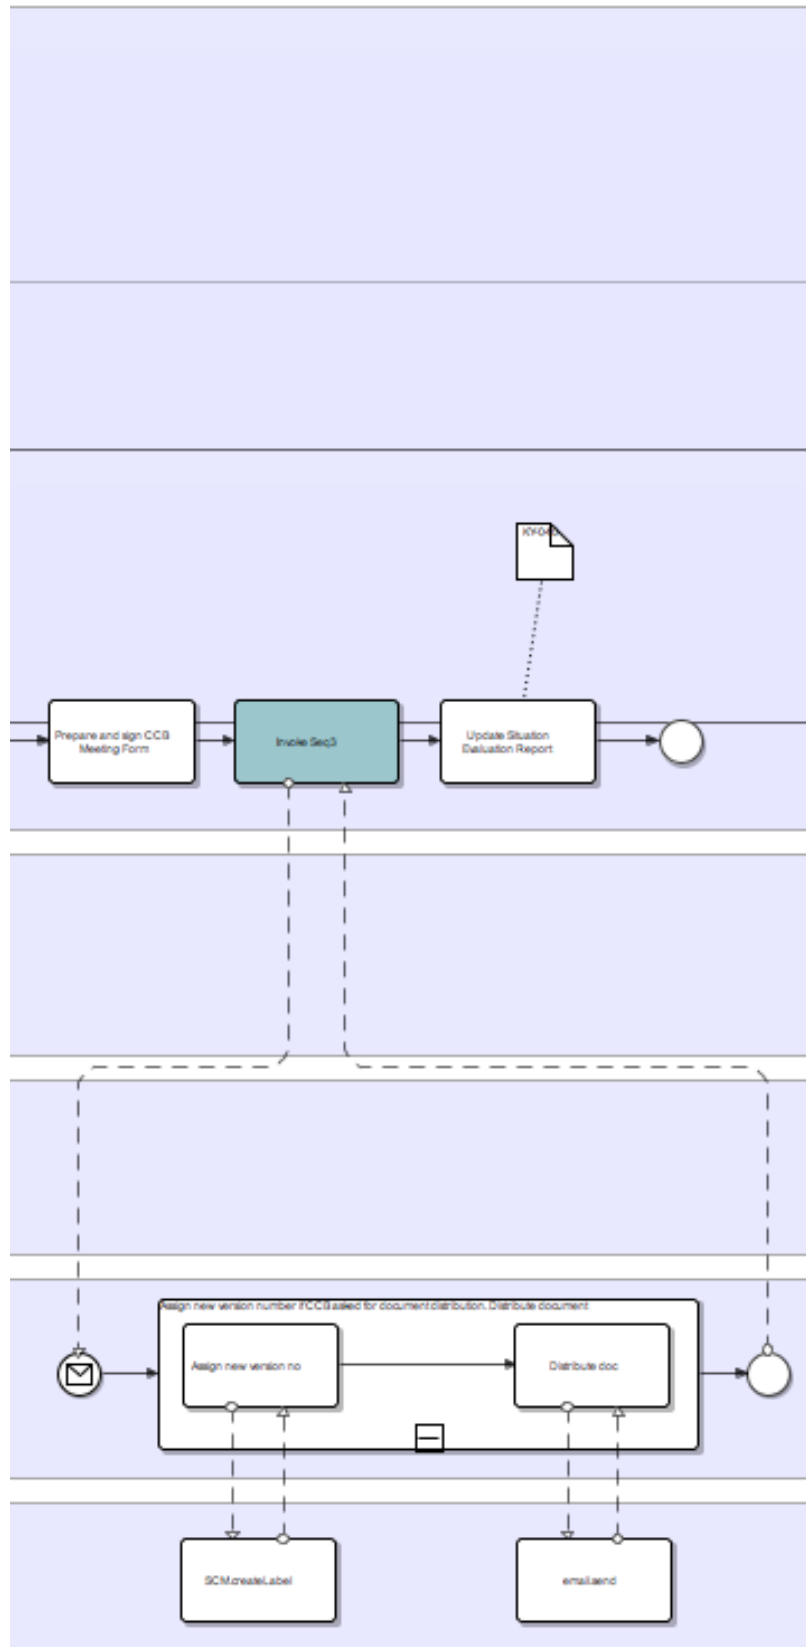 Prepare and sign CCB
Meeting Form
Invoke Seq3
Update Situation
Evaluation Report
Assign new version number if CCB asked for document distribution. Distribute document
Assign new version no
Distribute doc
SCM.createLabel
email.send